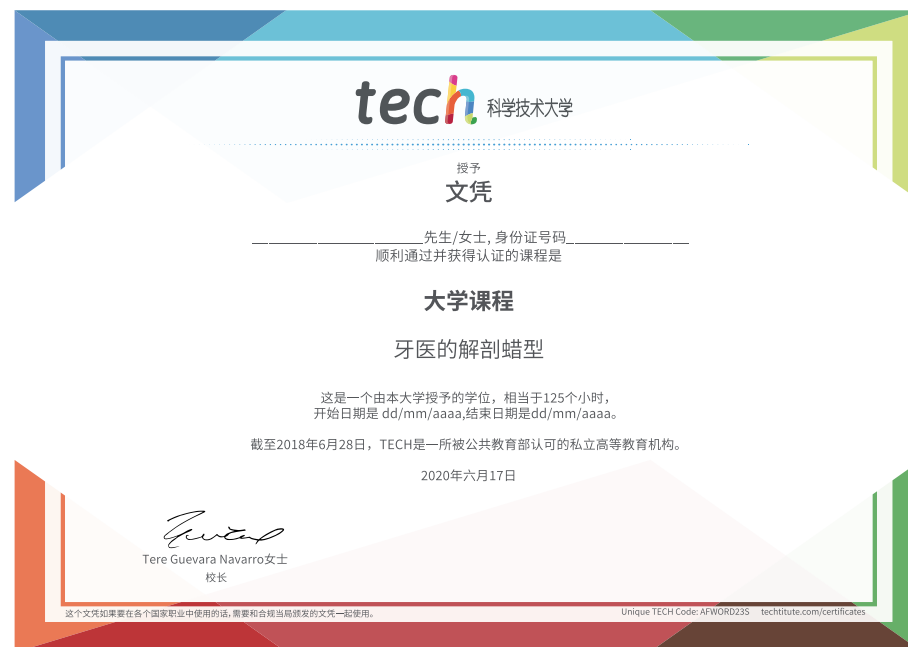 tech 科学技术大学
授予
文凭
______________________先生/女士, 身份证号码________________
顺利通过并获得认证的课程是
大学课程
牙医的解剖蜡型
这是一个由本大学授予的学位，相当于125个小时，
开始日期是 dd/mm/aaaa,结束日期是dd/mm/aaaa。
截至2018年6月28日，TECH是一所被公共教育部认可的私立高等教育机构。
2020年六月17日
Tere Guevara Navarro女士
校长
这个文凭如果要在各个国家职业中使用的话,需要和合规当局颁发的文凭一起使用。
Unique TECH Code: AFWORD23S techtitute.com/certificates